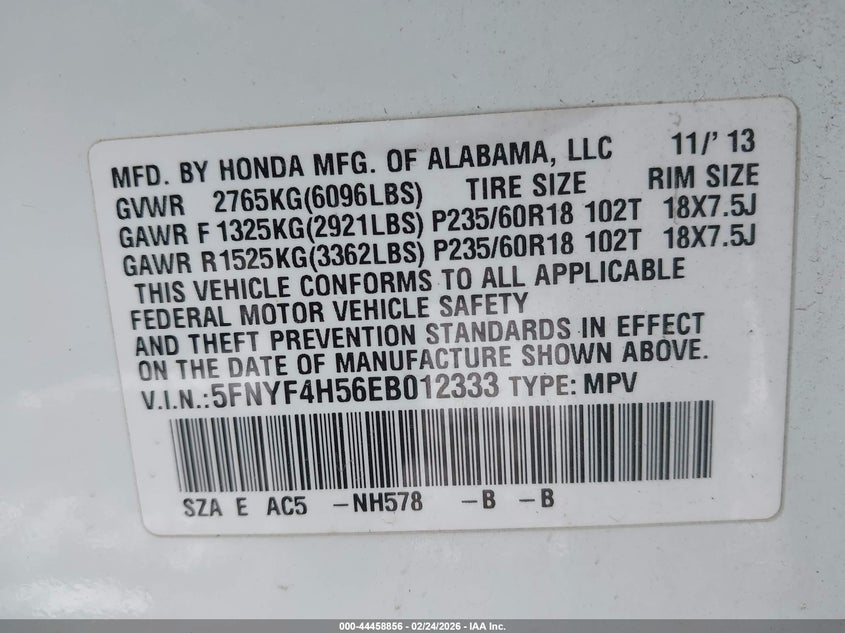 MFD. BY HONDA MFG. OF ALABAMA, LLC 11/' 13
GVWR 2765KG(6096LBS) TIRE SIZE RIM SIZE
GAWR F 1325KG(2921LBS) P235/60R18 102T 18X7.5J
GAWR R1525KG(3362LBS) P235/60R18 102T 18X7.5J
THIS VEHICLE CONFORMS TO ALL APPLICABLE
FEDERAL MOTOR VEHICLE SAFETY
AND THEFT PREVENTION STANDARDS IN EFFECT
ON THE DATE OF MANUFACTURE SHOWN ABOVE.
V.I.N.:5FNYF4H56EB012333 TYPE: MPV
SZA E AC5 -NH578 -B -B
000-44458856 - 02/24/2026 - IAA Inc.